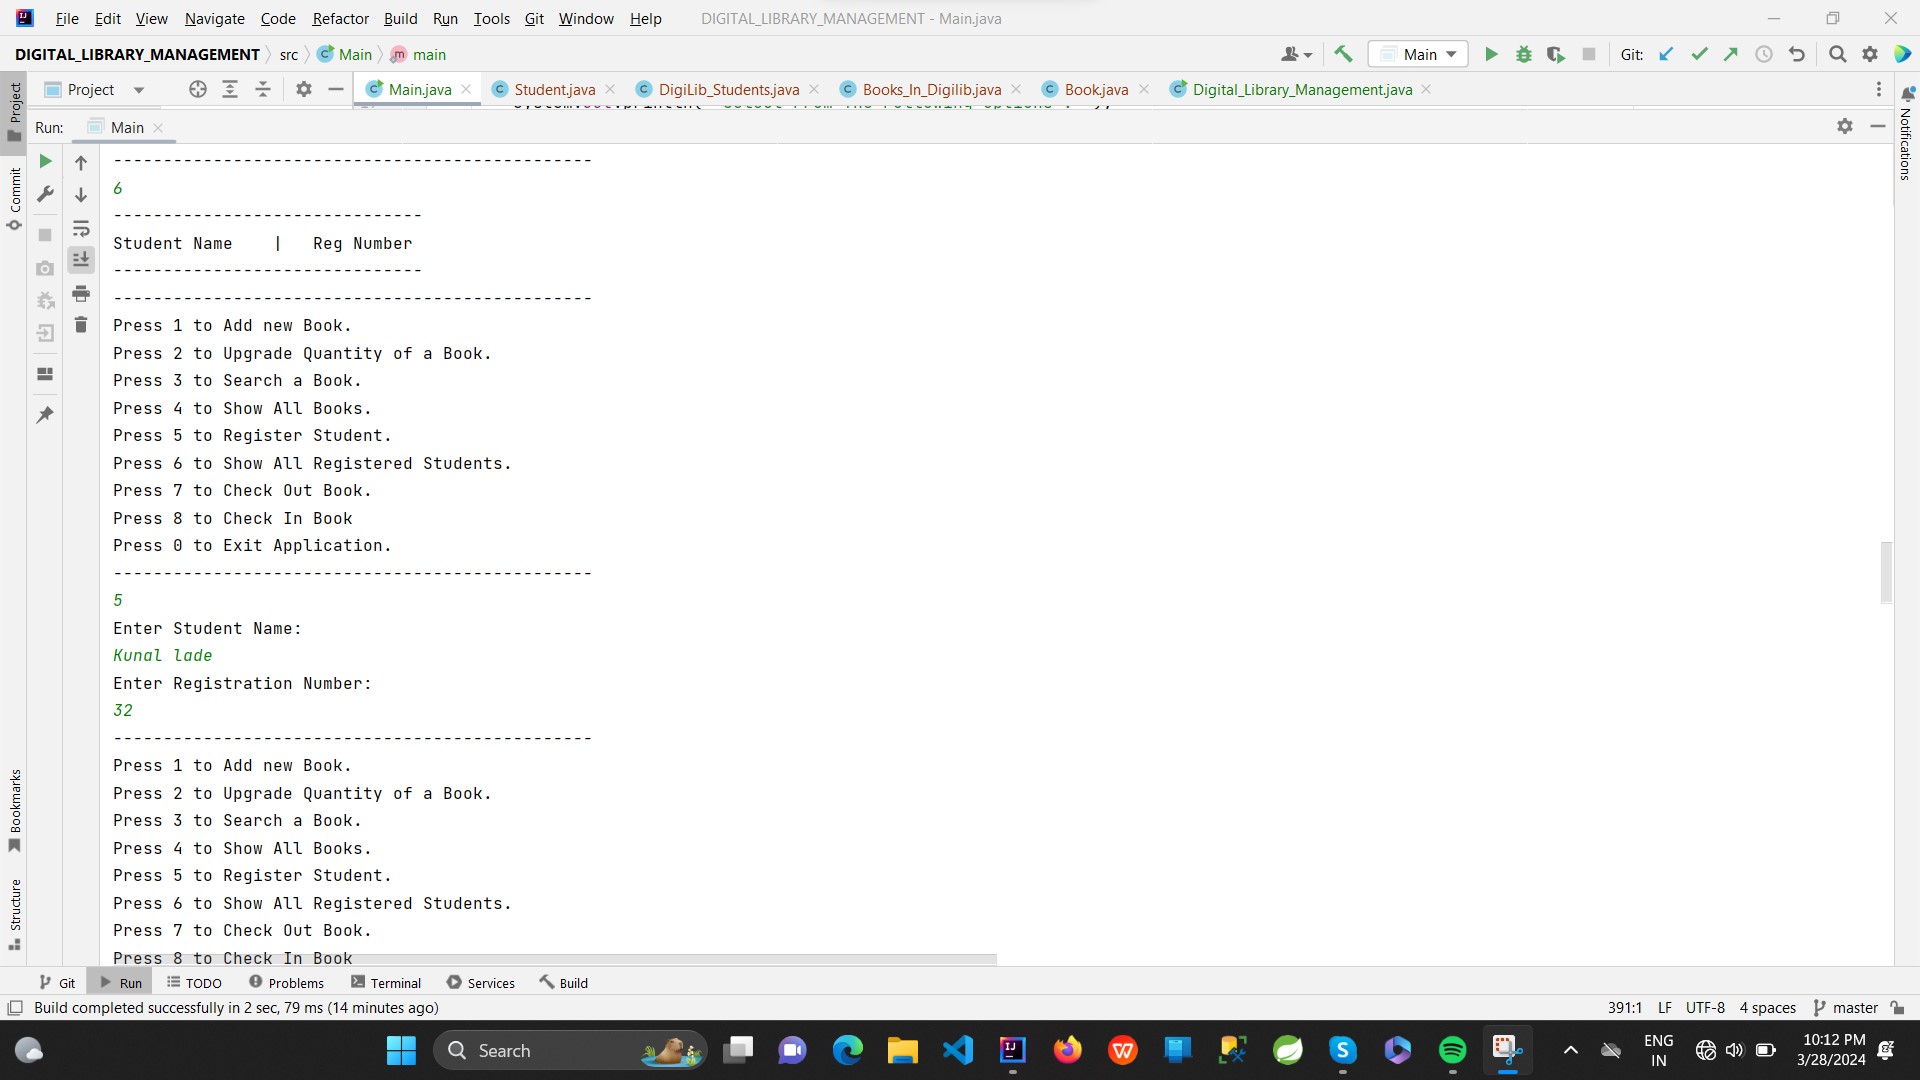 File Edit View Navigate Code Refactor Build Run Tools Git Window Help DIGITAL_LIBRARY_MANAGEMENT - Main.java
DIGITAL_LIBRARY_MANAGEMENT src Main main Main Git:
Project Main.java Student.java DigiLib_Students.java Books_In_Digilib.java Book.java Digital_Library_Management.java
Run: Main
Project
Commit
Bookmarks
Structure
Notifications
-----------------------------------------------
6
-------------------------------
Student Name    |   Reg Number
-------------------------------
-----------------------------------------------
Press 1 to Add new Book.
Press 2 to Upgrade Quantity of a Book.
Press 3 to Search a Book.
Press 4 to Show All Books.
Press 5 to Register Student.
Press 6 to Show All Registered Students.
Press 7 to Check Out Book.
Press 8 to Check In Book
Press 0 to Exit Application.
-----------------------------------------------
5
Enter Student Name:
Kunal lade
Enter Registration Number:
32
-----------------------------------------------
Press 1 to Add new Book.
Press 2 to Upgrade Quantity of a Book.
Press 3 to Search a Book.
Press 4 to Show All Books.
Press 5 to Register Student.
Press 6 to Show All Registered Students.
Press 7 to Check Out Book.
Press 8 to Check In Book
Git Run TODO Problems Terminal Services Build
Build completed successfully in 2 sec, 79 ms (14 minutes ago) 391:1 LF UTF-8 4 spaces master
Search ENG 10:12 PM
IN 3/28/2024